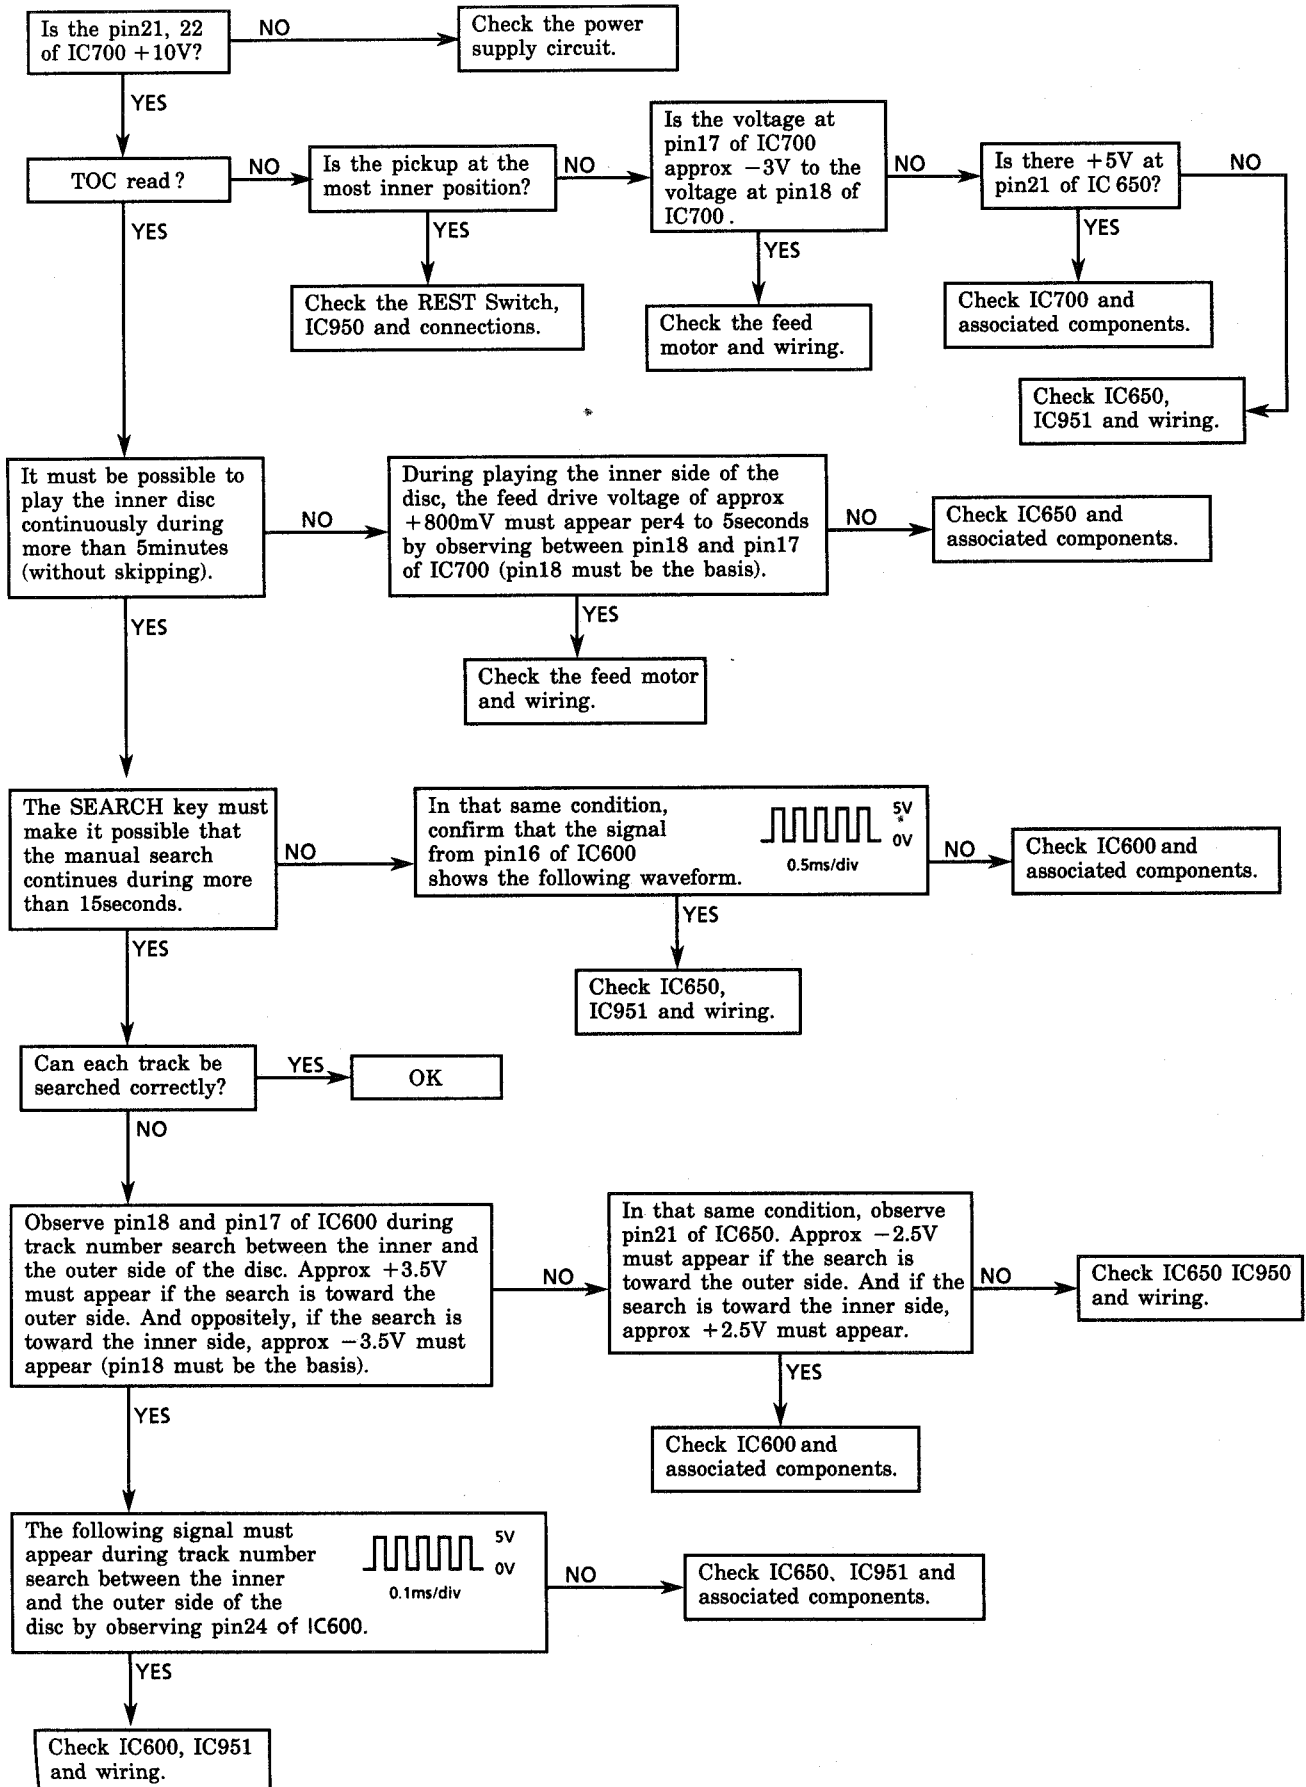 Is the pin21, 22
of IC700 +10V?
NO
Check the power
supply circuit.
YES
TOC read?
NO
Is the pickup at the
most inner position?
NO
Is the voltage at
pin17 of IC700
approx −3V to the
voltage at pin18 of
IC700.
NO
Is there +5V at
pin21 of IC 650?
NO
YES
YES
Check the REST Switch,
IC950 and connections.
YES
Check the feed
motor and wiring.
YES
Check IC700 and
associated components.
Check IC650,
IC951 and wiring.
It must be possible to
play the inner disc
continuously during
more than 5minutes
(without skipping).
NO
During playing the inner side of the
disc, the feed drive voltage of approx
+800mV must appear per4 to 5seconds
by observing between pin18 and pin17
of IC700 (pin18 must be the basis).
NO
Check IC650 and
associated components.
YES
YES
Check the feed motor
and wiring.
The SEARCH key must
make it possible that
the manual search
continues during more
than 15seconds.
NO
In that same condition,
confirm that the signal
from pin16 of IC600
shows the following waveform.
5V
0V
0.5ms/div
NO
Check IC600 and
associated components.
YES
YES
Check IC650,
IC951 and wiring.
Can each track be
searched correctly?
YES
OK
NO
Observe pin18 and pin17 of IC600 during
track number search between the inner and
the outer side of the disc. Approx +3.5V
must appear if the search is toward the
outer side. And oppositely, if the search is
toward the inner side, approx −3.5V must
appear (pin18 must be the basis).
NO
In that same condition, observe
pin21 of IC650. Approx −2.5V
must appear if the search is
toward the outer side. And if the
search is toward the inner side,
approx +2.5V must appear.
NO
Check IC650 IC950
and wiring.
YES
YES
Check IC600 and
associated components.
The following signal must
appear during track number
search between the inner
and the outer side of the
disc by observing pin24 of IC600.
5V
0V
0.1ms/div
NO
Check IC650、IC951 and
associated components.
YES
Check IC600, IC951
and wiring.